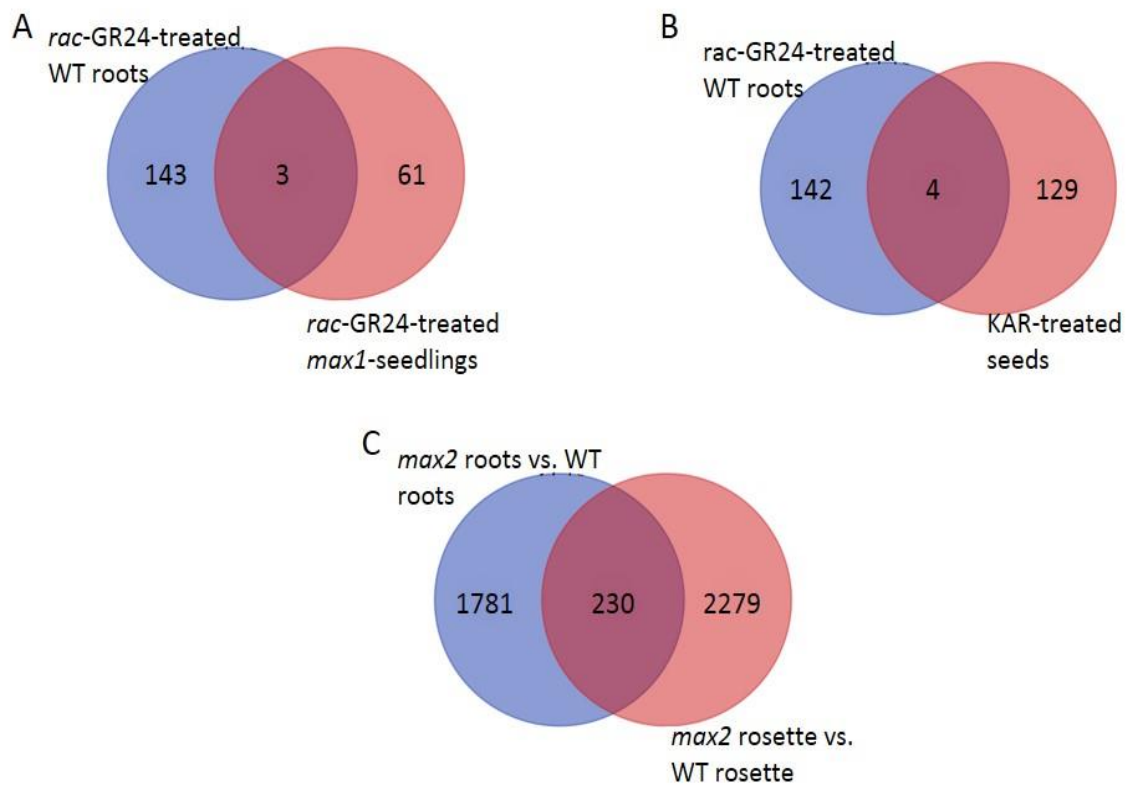 A
rac-GR24-treated
WT roots
143
3
61
rac-GR24-treated
max1-seedlings
B
rac-GR24-treated
WT roots
142
4
129
KAR-treated
seeds
C
max2 roots vs. WT
roots
1781
230
2279
max2 rosette vs.
WT rosette